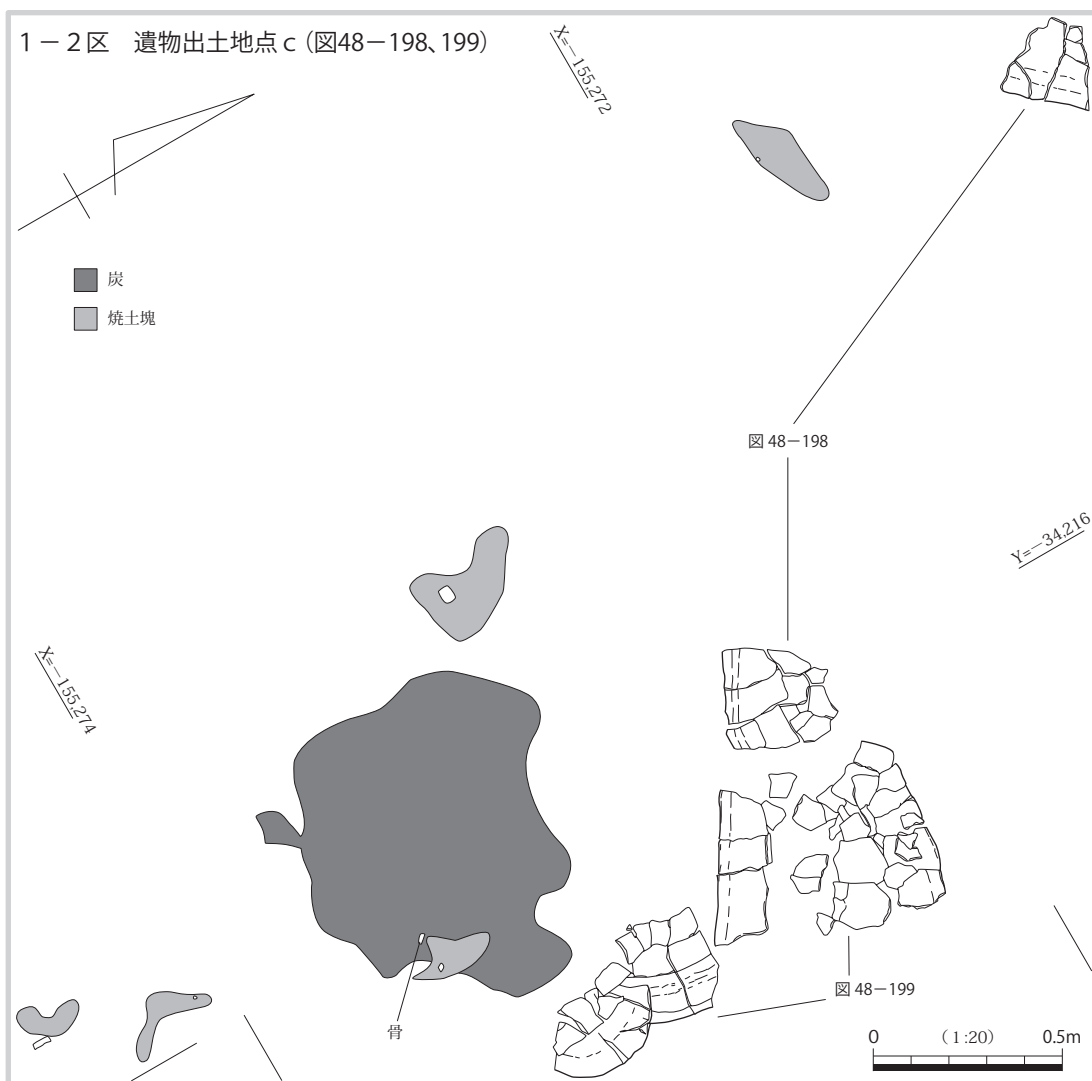 1－2区　遺物出土地点c（図48－198、199）
X=－155,272
炭
焼土塊
図 48－198
Y=－34,216
X=－155,274
図 48－199
骨
0　（1:20）　0.5m